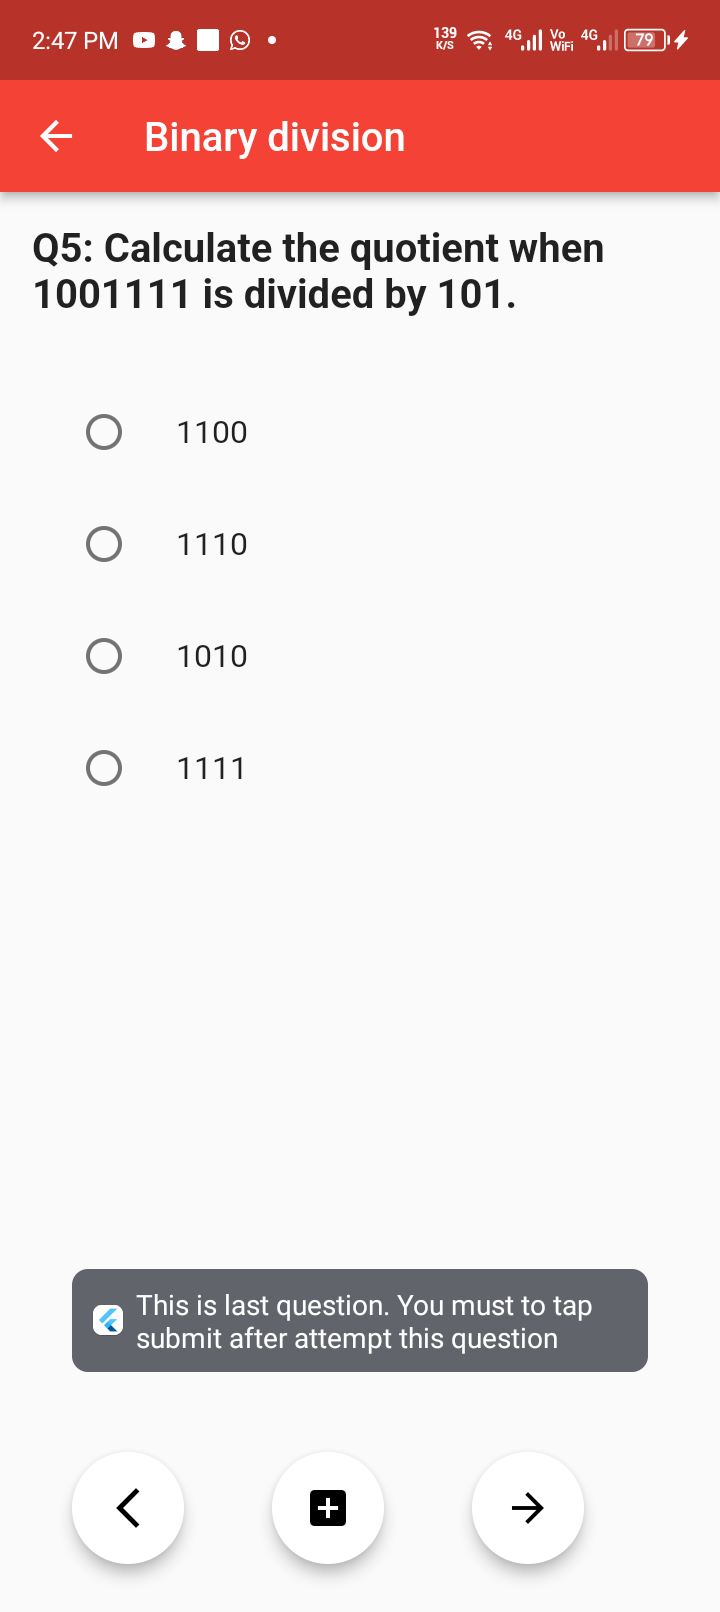 2:47 PM
139
K/S
4G
Vo
WiFi
4G
79
Binary division
Q5: Calculate the quotient when
1001111 is divided by 101.
1100
1110
1010
1111
This is last question. You must to tap
submit after attempt this question